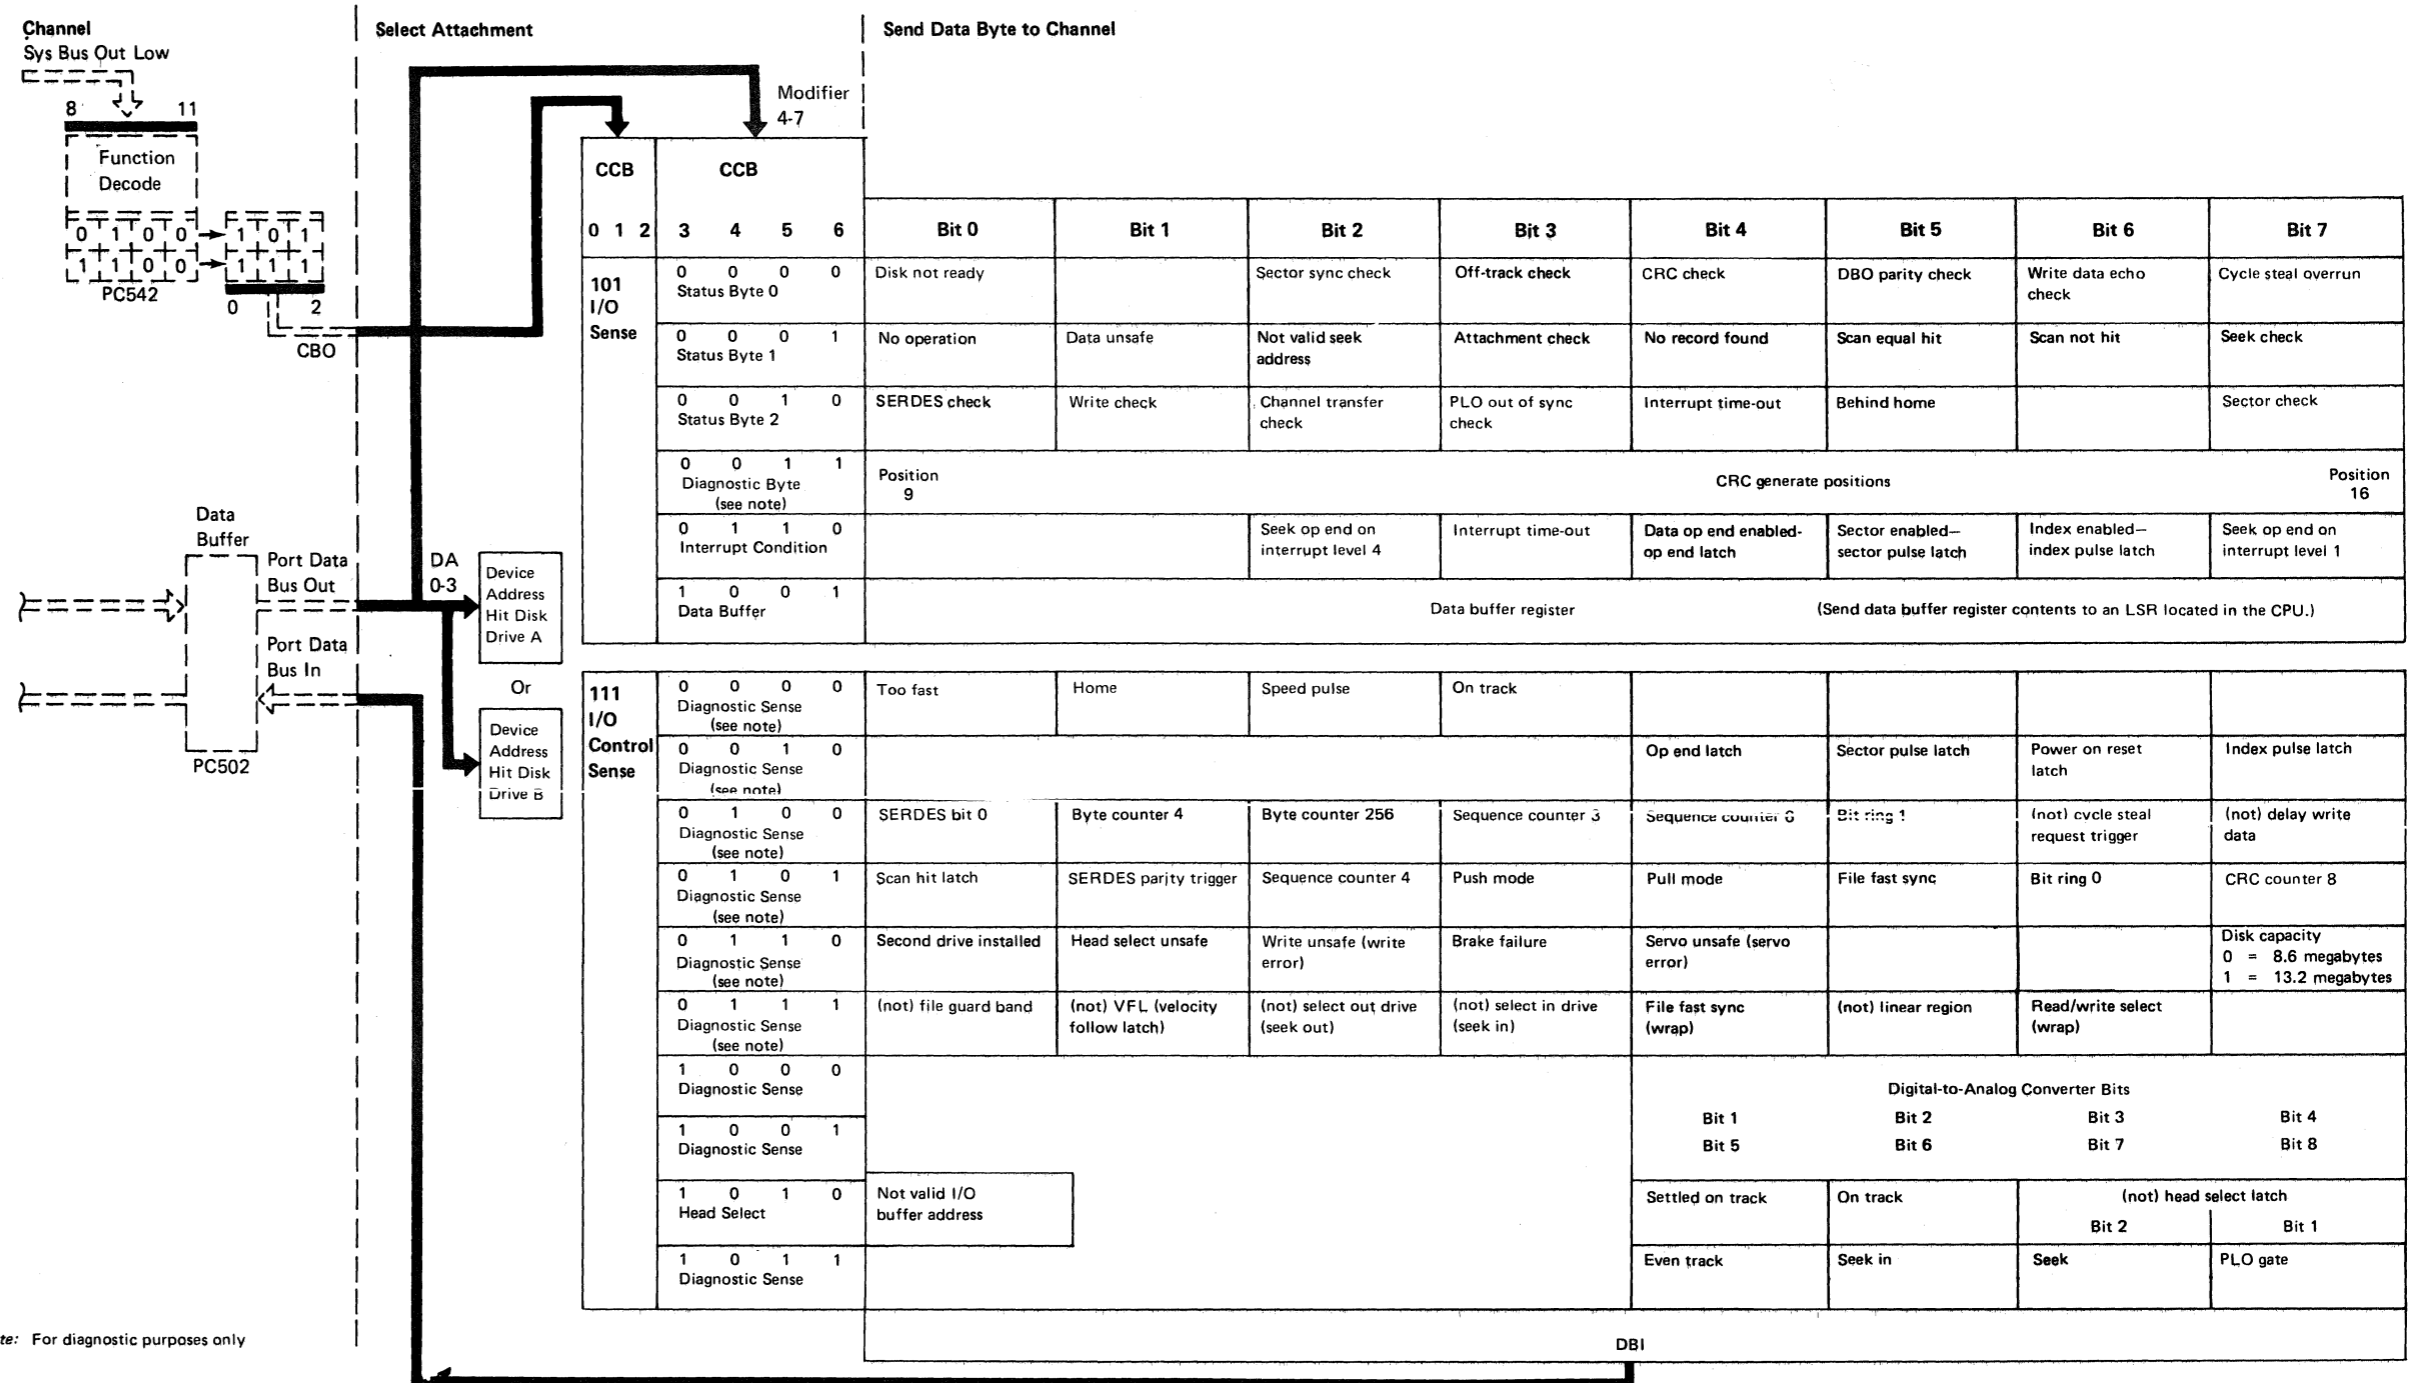 Channel
Sys Bus Out Low
8 11
Function
Decode
0 1 0 0 1 0 1
1 1 0 0 1 1 1
PC542
0 2
CBO
Select Attachment
Modifier
4-7
Send Data Byte to Channel
Data
Buffer
Port Data
Bus Out
Port Data
Bus In
PC502
DA
0-3
Device
Address
Hit Disk
Drive A
Or
Device
Address
Hit Disk
Drive B
CCB CCB
0 1 2 3 4 5 6 Bit 0 Bit 1 Bit 2 Bit 3 Bit 4 Bit 5 Bit 6 Bit 7
101
I/O
Sense
0 0 0 0
Status Byte 0
Disk not ready
Sector sync check
Off-track check
CRC check
DBO parity check
Write data echo
check
Cycle steal overrun
0 0 0 1
Status Byte 1
No operation
Data unsafe
Not valid seek
address
Attachment check
No record found
Scan equal hit
Scan not hit
Seek check
0 0 1 0
Status Byte 2
SERDES check
Write check
Channel transfer
check
PLO out of sync
check
Interrupt time-out
Behind home
Sector check
0 0 1 1
Diagnostic Byte
(see note)
Position
9
CRC generate positions
Position
16
0 1 1 0
Interrupt Condition
Seek op end on
interrupt level 4
Interrupt time-out
Data op end enabled-
op end latch
Sector enabled—
sector pulse latch
Index enabled—
index pulse latch
Seek op end on
interrupt level 1
1 0 0 1
Data Buffer
Data buffer register
(Send data buffer register contents to an LSR located in the CPU.)
111
I/O
Control
Sense
0 0 0 0
Diagnostic Sense
(see note)
Too fast
Home
Speed pulse
On track
0 0 1 0
Diagnostic Sense
(see note)
Op end latch
Sector pulse latch
Power on reset
latch
Index pulse latch
0 1 0 0
Diagnostic Sense
(see note)
SERDES bit 0
Byte counter 4
Byte counter 256
Sequence counter 3
Sequence counter
Bit ring 1
(not) cycle steal
request trigger
(not) delay write
data
0 1 0 1
Diagnostic Sense
(see note)
Scan hit latch
SERDES parity trigger
Sequence counter 4
Push mode
Pull mode
File fast sync
Bit ring 0
CRC counter 8
0 1 1 0
Diagnostic Sense
(see note)
Second drive installed
Head select unsafe
Write unsafe (write
error)
Brake failure
Servo unsafe (servo
error)
Disk capacity
0 = 8.6 megabytes
1 = 13.2 megabytes
0 1 1 1
Diagnostic Sense
(see note)
(not) file guard band
(not) VFL (velocity
follow latch)
(not) select out drive
(seek out)
(not) select in drive
(seek in)
File fast sync
(wrap)
(not) linear region
Read/write select
(wrap)
1 0 0 0
Diagnostic Sense
Digital-to-Analog Converter Bits
Bit 1 Bit 2 Bit 3 Bit 4
1 0 0 1
Diagnostic Sense
Bit 5 Bit 6 Bit 7 Bit 8
1 0 1 0
Head Select
Not valid I/O
buffer address
Settled on track
On track
(not) head select latch
Bit 2 Bit 1
1 0 1 1
Diagnostic Sense
Even track
Seek in
Seek
PLO gate
DBI
te: For diagnostic purposes only